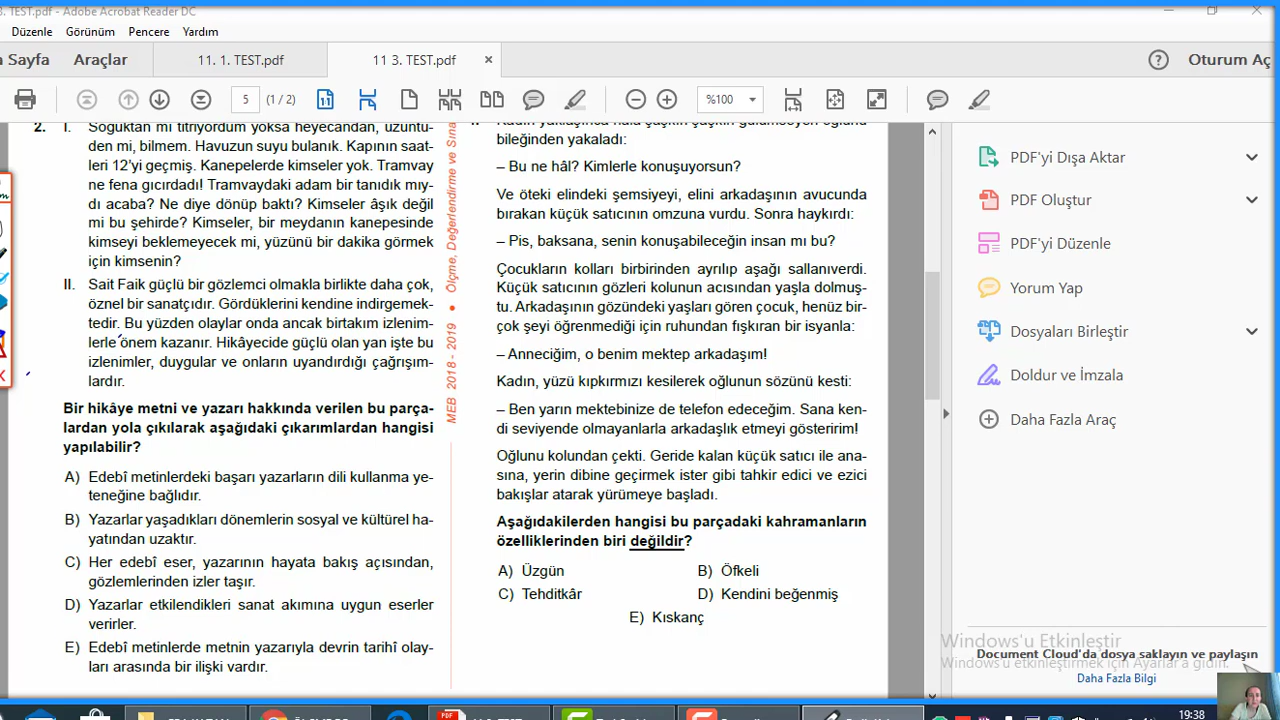 3. TEST.pdf - Adobe Acrobat Reader DC
Düzenle Görünüm Pencere Yardım
Sayfa Araçlar 11. 1. TEST.pdf 11 3. TEST.pdf × Oturum Aç
5 (1 / 2) %100
2. I. Soğuktan mı titriyordum yoksa heyecandan, üzüntü-
den mi, bilmem. Havuzun suyu bulanık. Kapının saat-
leri 12'yi geçmiş. Kanepelerde kimseler yok. Tramvay
ne fena gıcırdadı! Tramvaydaki adam bir tanıdık mıy-
dı acaba? Ne diye dönüp baktı? Kimseler âşık değil
mi bu şehirde? Kimseler, bir meydanın kanepesinde
kimseyi beklemeyecek mi, yüzünü bir dakika görmek
için kimsenin?
II. Sait Faik güçlü bir gözlemci olmakla birlikte daha çok,
öznel bir sanatçıdır. Gördüklerini kendine indirgemek-
tedir. Bu yüzden olaylar onda ancak birtakım izlenim-
lerle önem kazanır. Hikâyecide güçlü olan yan işte bu
izlenimler, duygular ve onların uyandırdığı çağrışım-
lardır.
Bir hikâye metni ve yazarı hakkında verilen bu parça-
lardan yola çıkılarak aşağıdaki çıkarımlardan hangisi
yapılabilir?
A) Edebî metinlerdeki başarı yazarların dili kullanma ye-
teneğine bağlıdır.
B) Yazarlar yaşadıkları dönemlerin sosyal ve kültürel ha-
yatından uzaktır.
C) Her edebî eser, yazarının hayata bakış açısından,
gözlemlerinden izler taşır.
D) Yazarlar etkilendikleri sanat akımına uygun eserler
verirler.
E) Edebî metinlerde metnin yazarıyla devrin tarihî olay-
ları arasında bir ilişki vardır.
MEB 2018 - 2019 ● Ölçme, Değerlendirme ve Sına
Kadın yaklaşınca hâlâ şaşkın şaşkın gülümseyen oğlunu
bileğinden yakaladı:
– Bu ne hâl? Kimlerle konuşuyorsun?
Ve öteki elindeki şemsiyeyi, elini arkadaşının avucunda
bırakan küçük satıcının omzuna vurdu. Sonra haykırdı:
– Pis, baksana, senin konuşabileceğin insan mı bu?
Çocukların kolları birbirinden ayrılıp aşağı sallanıverdi.
Küçük satıcının gözleri kolunun acısından yaşla dolmuş-
tu. Arkadaşının gözündeki yaşları gören çocuk, henüz bir-
çok şeyi öğrenmediği için ruhundan fışkıran bir isyanla:
– Anneciğim, o benim mektep arkadaşım!
Kadın, yüzü kıpkırmızı kesilerek oğlunun sözünü kesti:
– Ben yarın mektebinize de telefon edeceğim. Sana ken-
di seviyende olmayanlarla arkadaşlık etmeyi gösteririm!
Oğlunu kolundan çekti. Geride kalan küçük satıcı ile ana-
sına, yerin dibine geçirmek ister gibi tahkir edici ve ezici
bakışlar atarak yürümeye başladı.
Aşağıdakilerden hangisi bu parçadaki kahramanların
özelliklerinden biri değildir?
A) Üzgün B) Öfkeli
C) Tehditkâr D) Kendini beğenmiş
E) Kıskanç
PDF'yi Dışa Aktar
PDF Oluştur
PDF'yi Düzenle
Yorum Yap
Dosyaları Birleştir
Doldur ve İmzala
Daha Fazla Araç
Windows'u Etkinleştir
Document Cloud'da dosya saklayın ve paylaşın
Windows'u etkinleştirmek için Ayarlar'a gidin.
Daha Fazla Bilgi
19:38